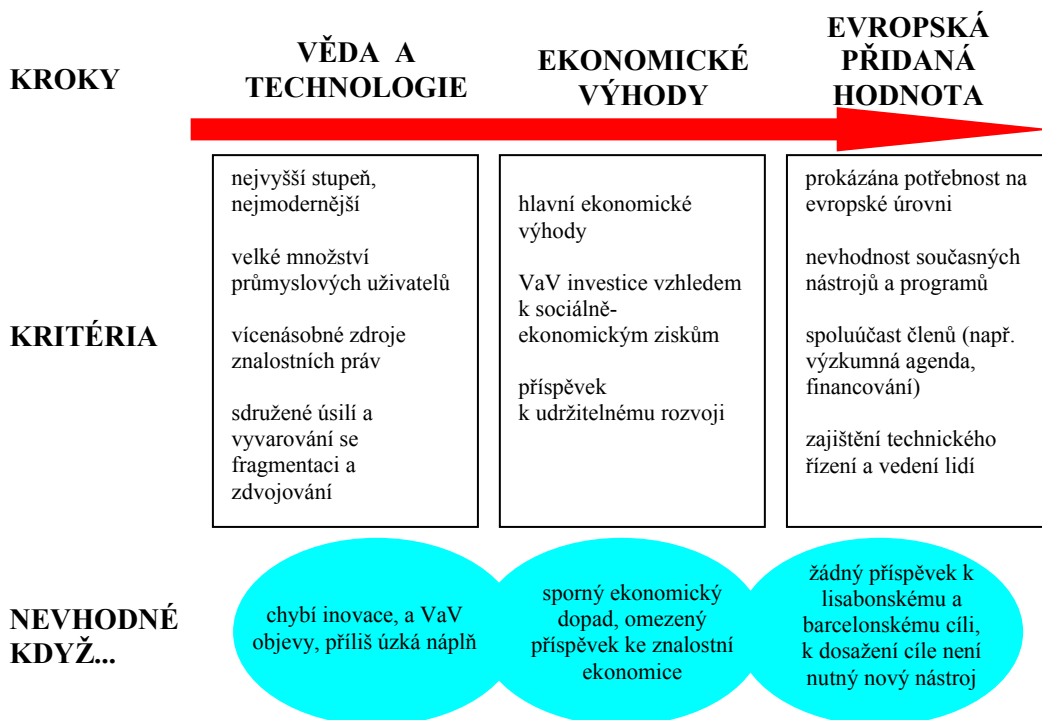 KROKY
VĚDA A
TECHNOLOGIE
EKONOMICKÉ
VÝHODY
EVROPSKÁ
PŘIDANÁ
HODNOTA
KRITÉRIA
nejvyšší stupeň,
nejmodernější
velké množství
průmyslových uživatelů
vícenásobné zdroje
znalostních práv
sdružené úsilí a
vyvarování se
fragmentaci a
zdvojování
hlavní ekonomické
výhody
VaV investice vzhledem
k sociálně-
ekonomickým ziskům
příspěvek
k udržitelnému rozvoji
prokázána potřebnost na
evropské úrovni
nevhodnost současných
nástrojů a programů
spoluúčast členů (např.
výzkumná agenda,
financování)
zajištění technického
řízení a vedení lidí
NEVHODNÉ
KDYŽ...
chybí inovace, a VaV
objevy, příliš úzká náplň
sporný ekonomický
dopad, omezený
příspěvek ke znalostní
ekonomice
žádný příspěvek k
lisabonskému a
barcelonskému cíli,
k dosažení cíle není
nutný nový nástroj